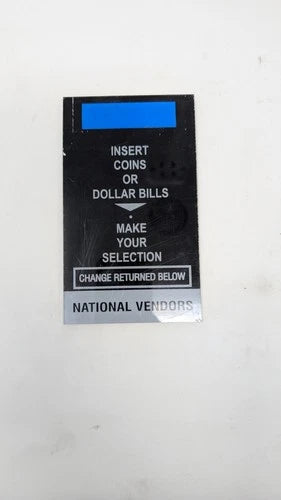 INSERT
COINS
OR
DOLLAR BILLS
MAKE
YOUR
SELECTION
CHANGE RETURNED BELOW
NATIONAL VENDORS